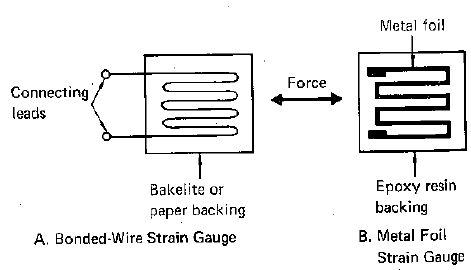 Metal foil
Connecting
leads
Force
Bakelite or
paper backing
Epoxy resin
backing
A. Bonded-Wire Strain Gauge
B. Metal Foil
Strain Gauge